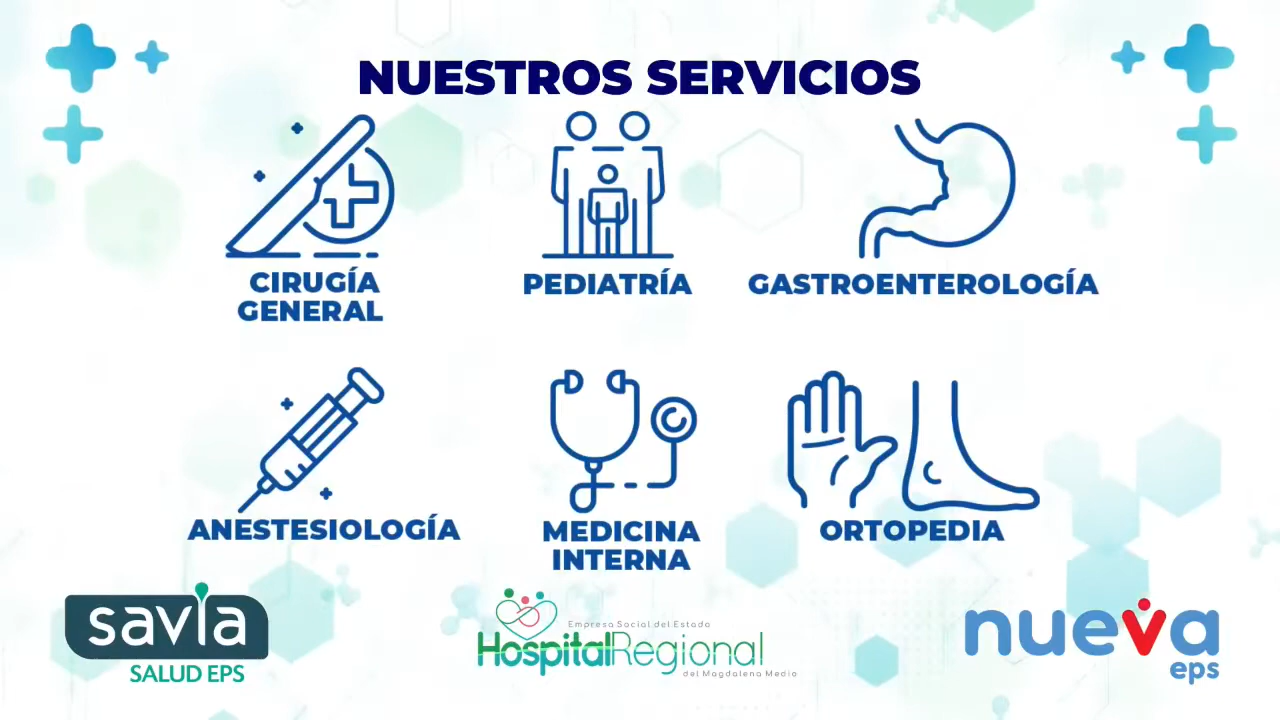 NUESTROS SERVICIOS
CIRUGÍA
GENERAL
PEDIATRÍA
GASTROENTEROLOGÍA
ANESTESIOLOGÍA
MEDICINA
INTERNA
ORTOPEDIA
savia
SALUD EPS
Empresa Social del Estado
HospitalRegional
del Magdalena Medio
nueva
eps